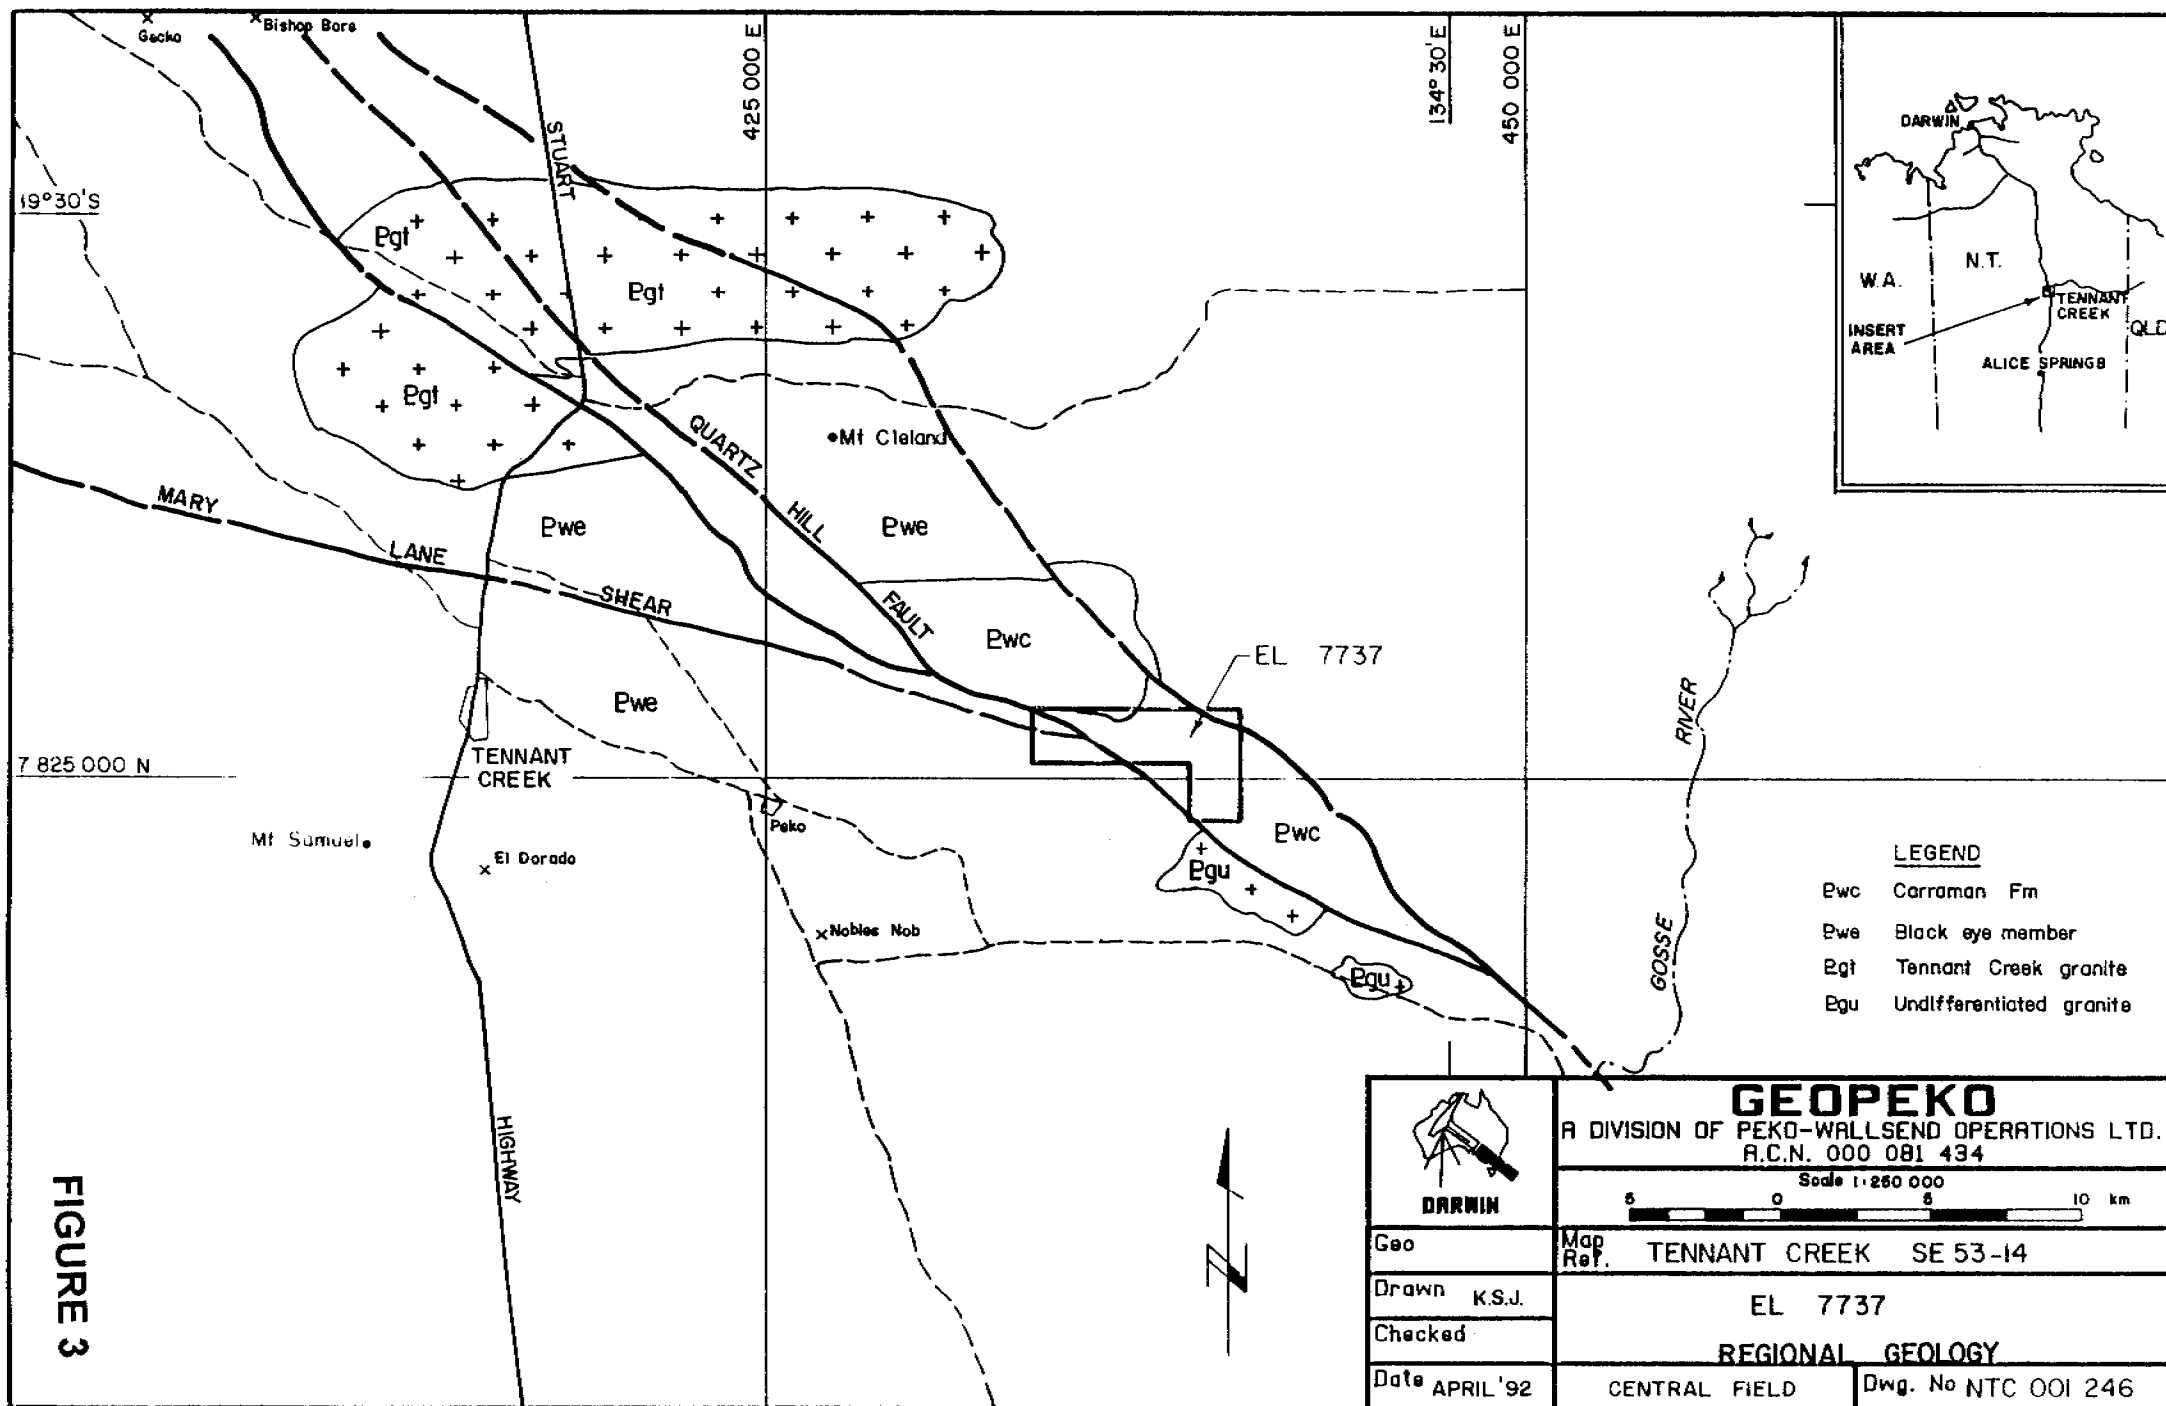 Gecko
Bishop Bore
STUART
425 000 E
134° 30' E
450 000 E
19°30'S
Pgt
Pgt
Pgt
DARWIN
W.A.
N.T.
TENNANT
CREEK
QLD
INSERT
AREA
ALICE SPRINGS
QUARTZ
HILL
FAULT
Mt Cleland
MARY
LANE
SHEAR
Pwe
Pwe
Pwc
EL 7737
Pwe
TENNANT
CREEK
7 825 000 N
Mt Samuel
El Dorado
Peko
Nobles Nob
Pwc
Pgu
Pgu
GOSSE RIVER
HIGHWAY
LEGEND
Pwc Carraman Fm
Pwe Black eye member
Pgt Tennant Creek granite
Pgu Undifferentiated granite
FIGURE 3
N
DARWIN
GEOPEKO
A DIVISION OF PEKO-WALLSEND OPERATIONS LTD.
A.C.N. 000 081 434
Scale 1:250 000
5 0 5 10 km
Geo
Map Ref. TENNANT CREEK SE 53-14
Drawn K.S.J.
EL 7737
Checked
REGIONAL GEOLOGY
Date APRIL '92
CENTRAL FIELD
Dwg. No NTC 001 246